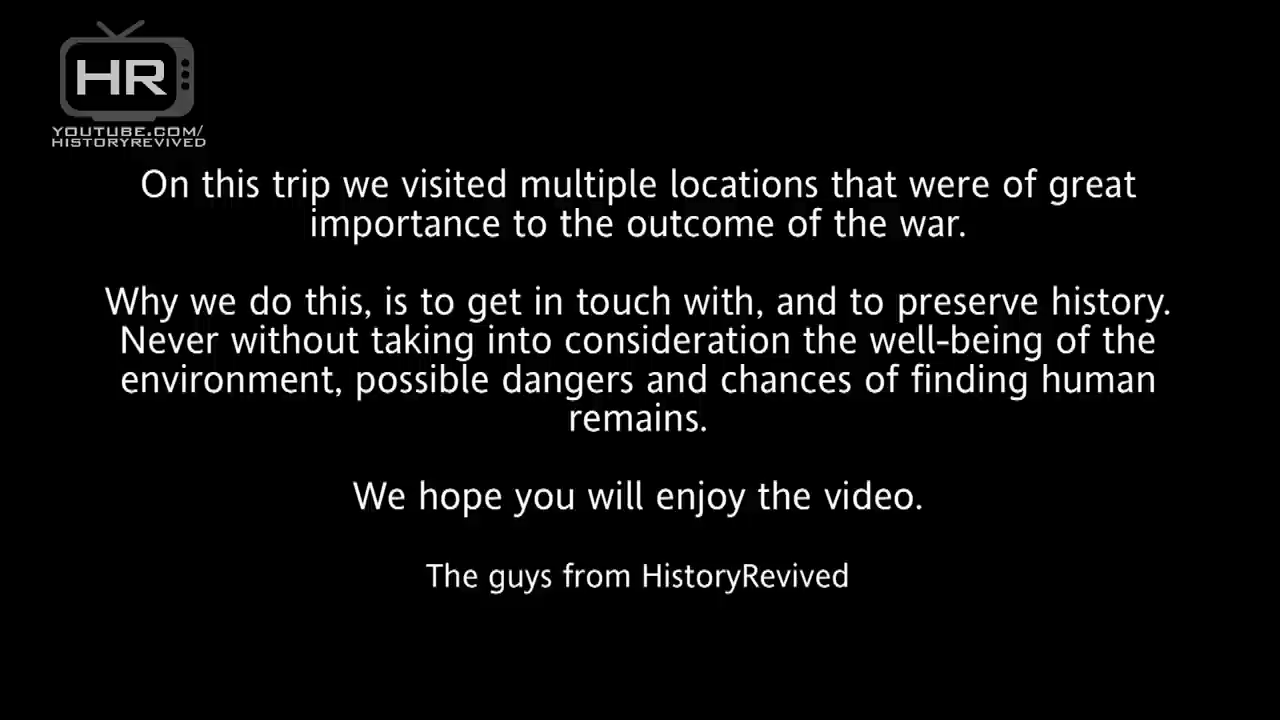 HR
YOUTUBE.COM/
HISTORYREVIVED
On this trip we visited multiple locations that were of great
importance to the outcome of the war.
Why we do this, is to get in touch with, and to preserve history.
Never without taking into consideration the well-being of the
environment, possible dangers and chances of finding human
remains.
We hope you will enjoy the video.
The guys from HistoryRevived